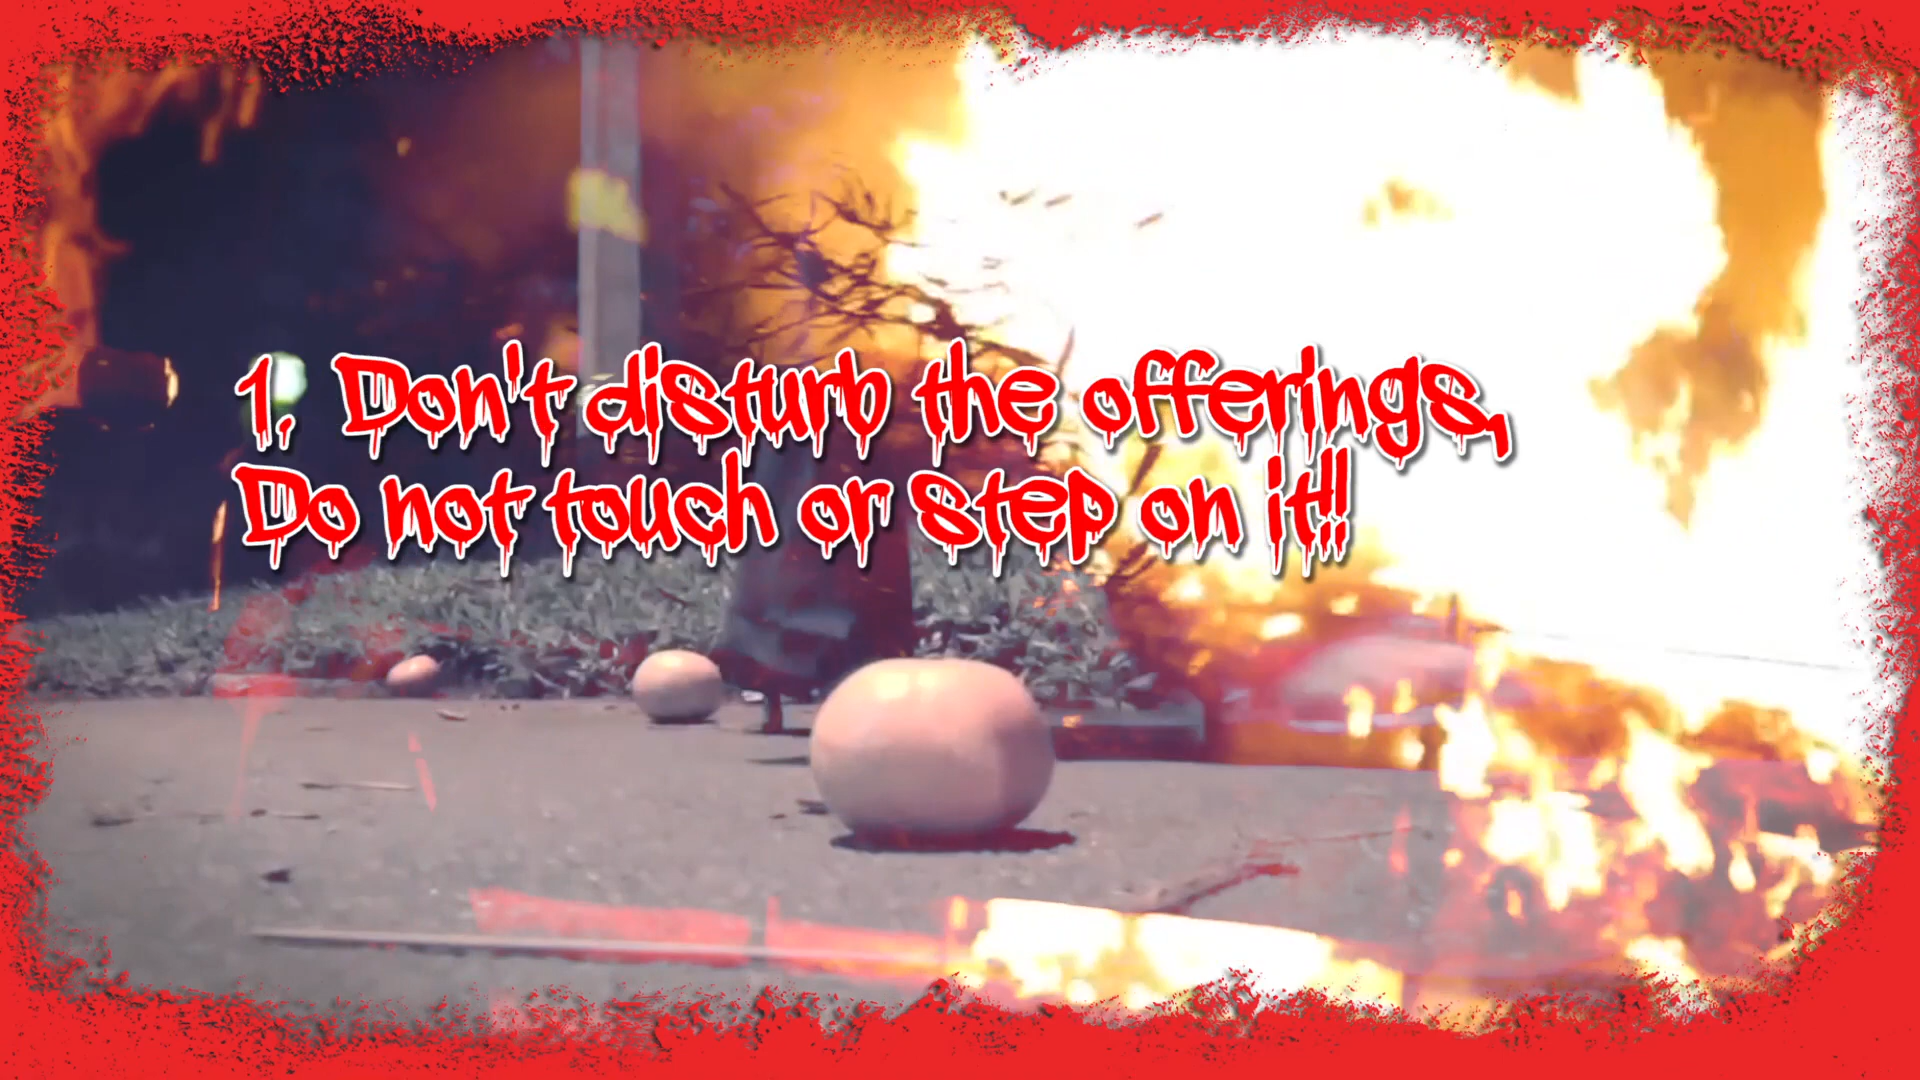 1. Don't disturb the offerings,
Do not touch or step on it!!